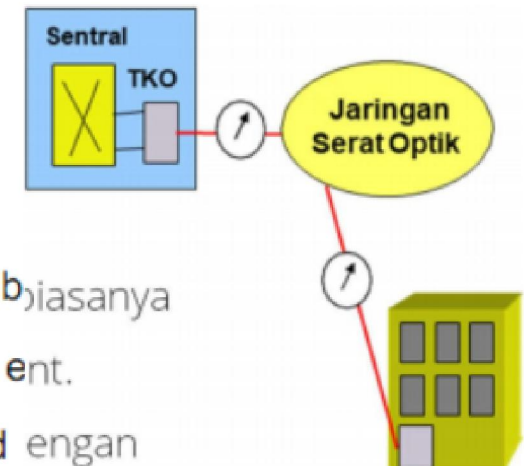 Sentral
TKO
Jaringan
Serat Optik
biasanya
ent.
d engan